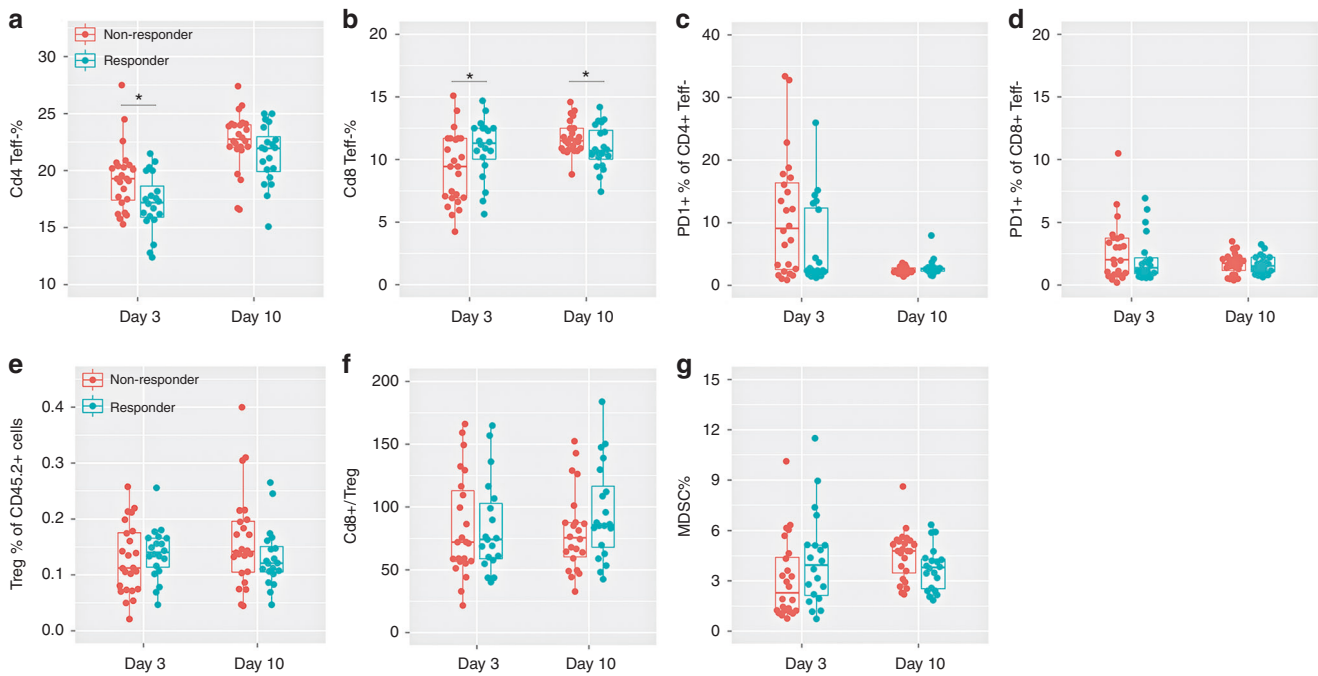 a
Cd4 Teff-%
30
25
20
15
10
Non-responder
Responder
*
Day 3 Day 10
b
Cd8 Teff-%
20
15
10
5
0
* *
Day 3 Day 10
c
PD1+ % of CD4+ Teff-
40
30
20
10
0
Day 3 Day 10
d
PD1+ % of CD8+ Teff-
20
15
10
5
0
Day 3 Day 10
e
Treg % of CD45.2+ cells
0.4
0.3
0.2
0.1
0.0
Non-responder
Responder
Day 3 Day 10
f
Cd8+/Treg
200
150
100
50
0
Day 3 Day 10
g
MDSC%
15
12
9
6
3
0
Day 3 Day 10